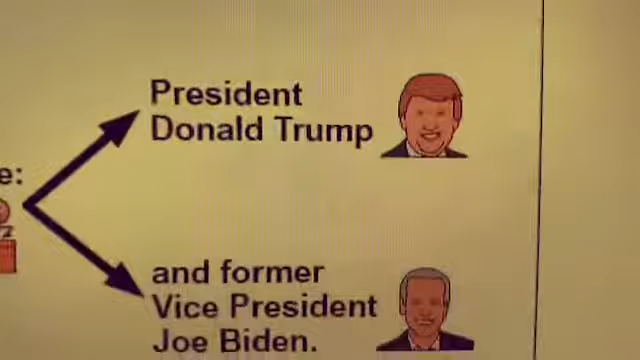 President
Donald Trump
e:
and former
Vice President
Joe Biden.